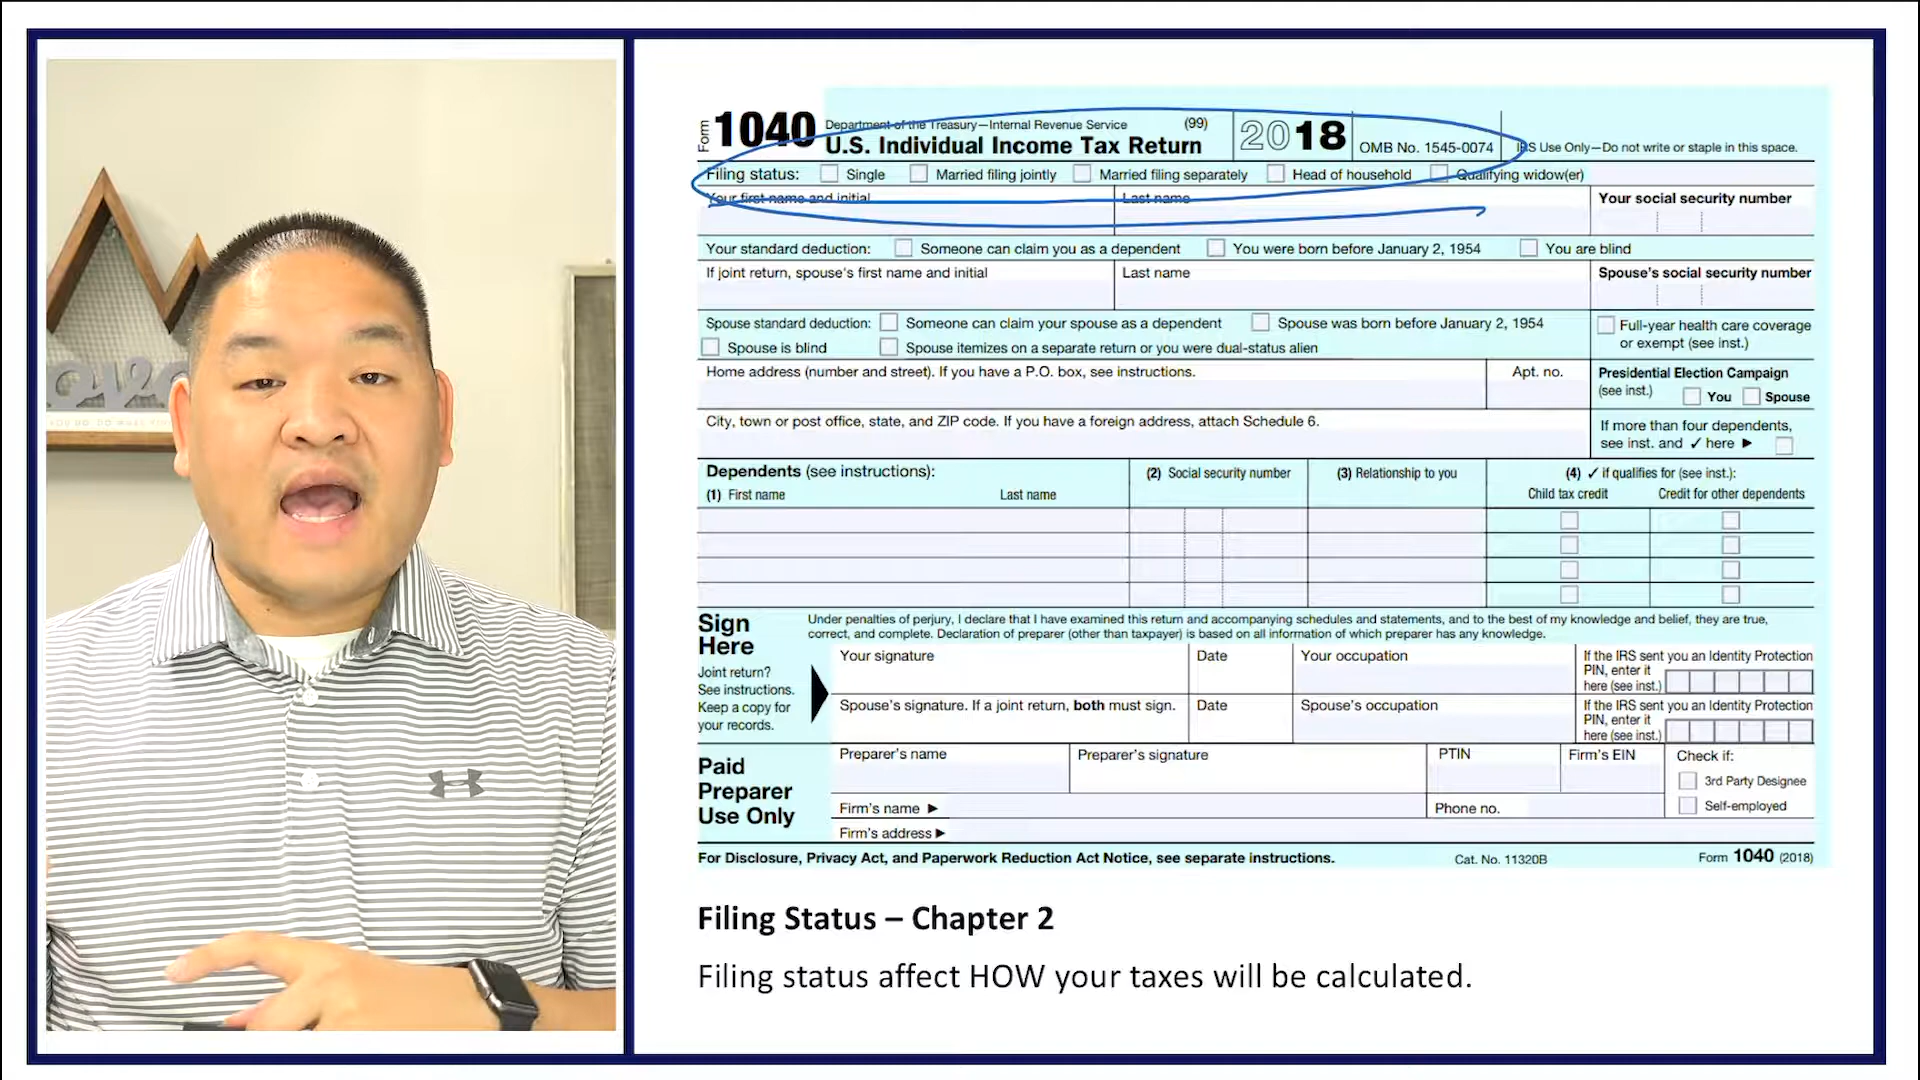 Form 1040 Department of the Treasury—Internal Revenue Service (99)
U.S. Individual Income Tax Return 2018 OMB No. 1545-0074 IRS Use Only—Do not write or staple in this space.
Filing status: Single Married filing jointly Married filing separately Head of household Qualifying widow(er)
Your first name and initial Last name Your social security number
Your standard deduction: Someone can claim you as a dependent You were born before January 2, 1954 You are blind
If joint return, spouse's first name and initial Last name Spouse's social security number
Spouse standard deduction: Someone can claim your spouse as a dependent Spouse was born before January 2, 1954
Spouse is blind Spouse itemizes on a separate return or you were dual-status alien
Full-year health care coverage
or exempt (see inst.)
Home address (number and street). If you have a P.O. box, see instructions. Apt. no.
Presidential Election Campaign
(see inst.) You Spouse
City, town or post office, state, and ZIP code. If you have a foreign address, attach Schedule 6.
If more than four dependents,
see inst. and ✓ here ▶
Dependents (see instructions): (2) Social security number (3) Relationship to you (4) ✓ if qualifies for (see inst.):
(1) First name Last name Child tax credit Credit for other dependents
Sign
Here
Under penalties of perjury, I declare that I have examined this return and accompanying schedules and statements, and to the best of my knowledge and belief, they are true,
correct, and complete. Declaration of preparer (other than taxpayer) is based on all information of which preparer has any knowledge.
Joint return?
See instructions.
Keep a copy for
your records.
Your signature Date Your occupation
If the IRS sent you an Identity Protection
PIN, enter it
here (see inst.)
Spouse's signature. If a joint return, both must sign. Date Spouse's occupation
If the IRS sent you an Identity Protection
PIN, enter it
here (see inst.)
Paid
Preparer
Use Only
Preparer's name Preparer's signature PTIN Firm's EIN Check if:
3rd Party Designee
Self-employed
Firm's name ▶ Phone no.
Firm's address ▶
For Disclosure, Privacy Act, and Paperwork Reduction Act Notice, see separate instructions. Cat. No. 11320B Form 1040 (2018)
Filing Status – Chapter 2
Filing status affect HOW your taxes will be calculated.